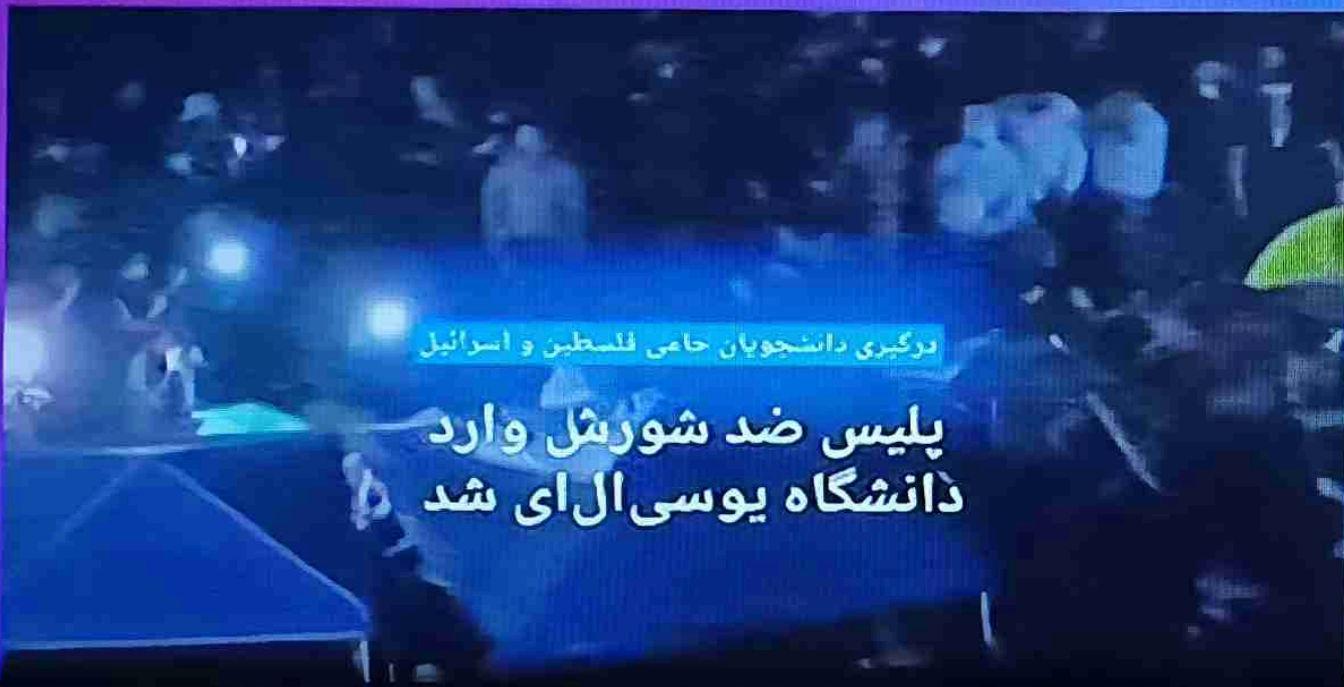 درگیری دانشجویان حامی فلسطین و اسرائیل
پلیس ضد شورش وارد
دانشگاه یوسی‌ال‌ای شد